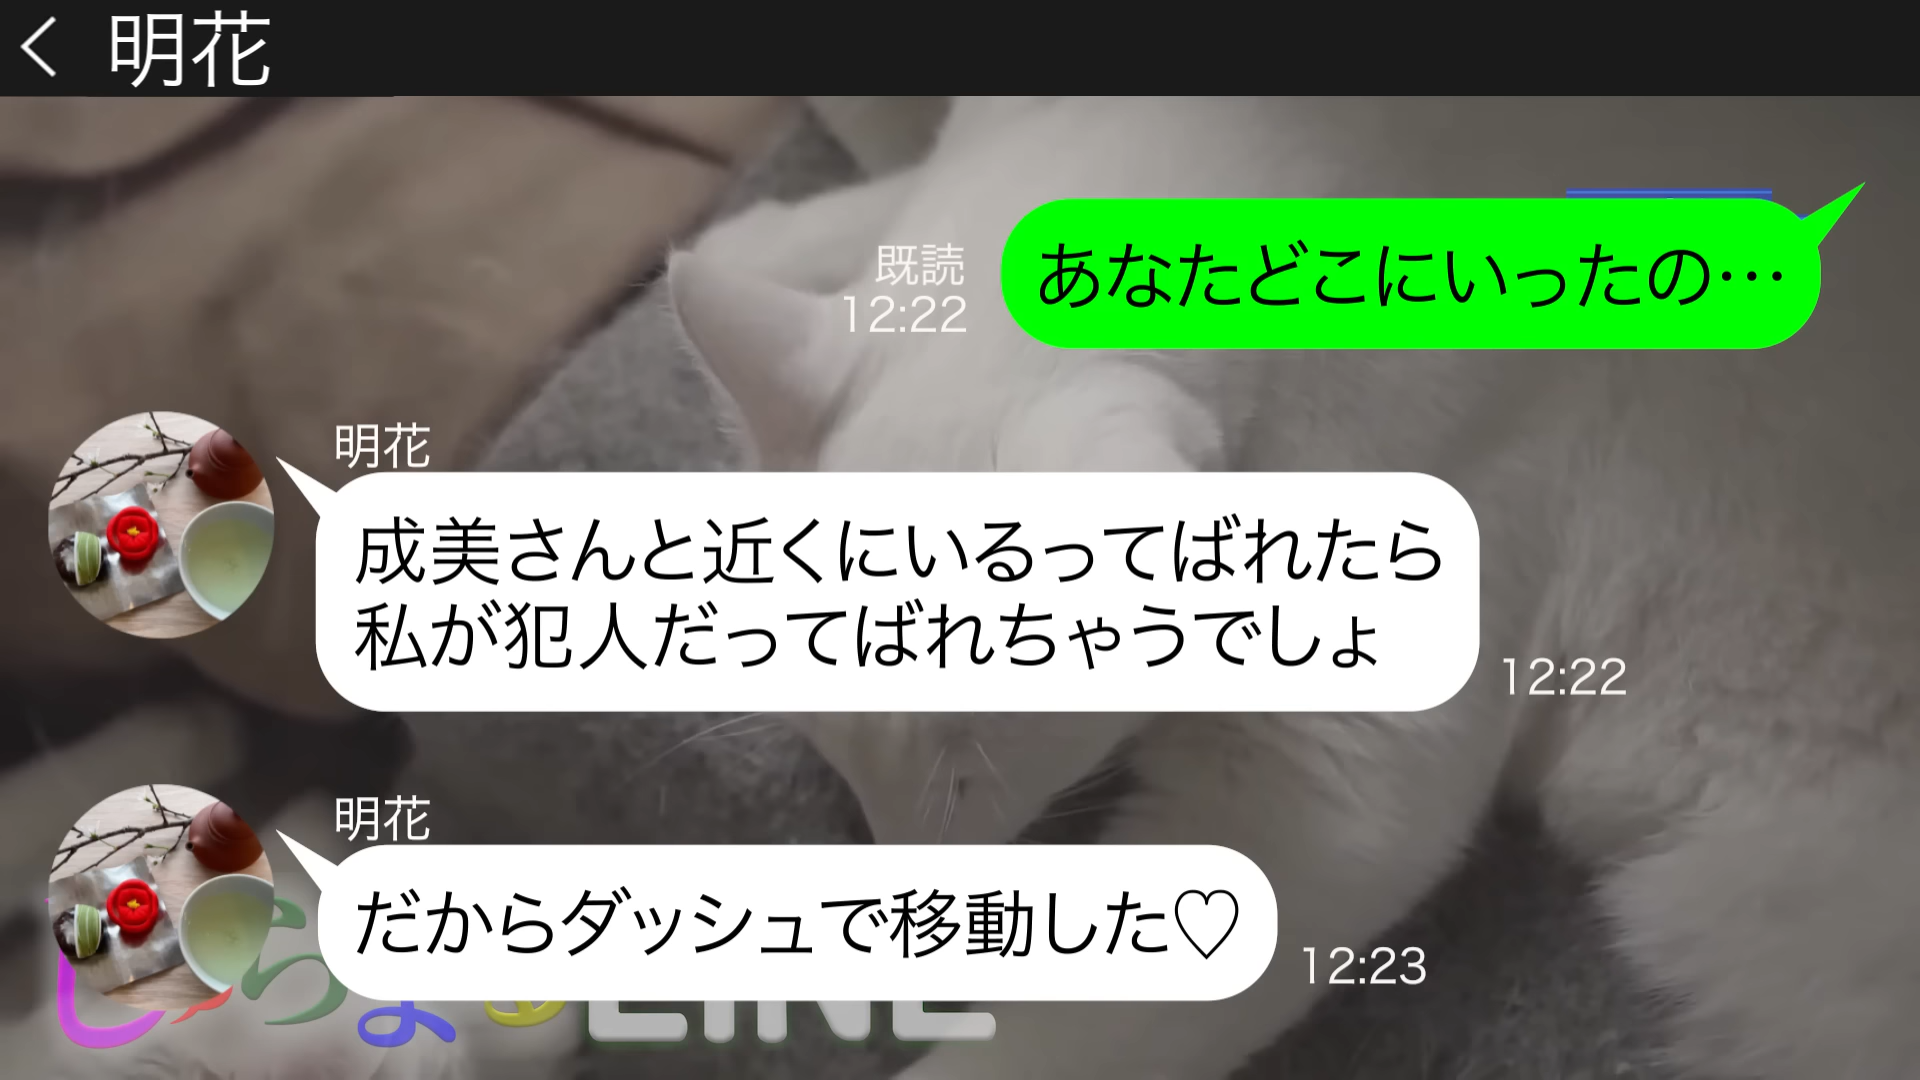 明花
あなたどこにいったの…
既読
12:22
明花
成美さんと近くにいるってばれたら
私が犯人だってばれちゃうでしょ
12:22
明花
だからダッシュで移動した♡
12:23
LINE